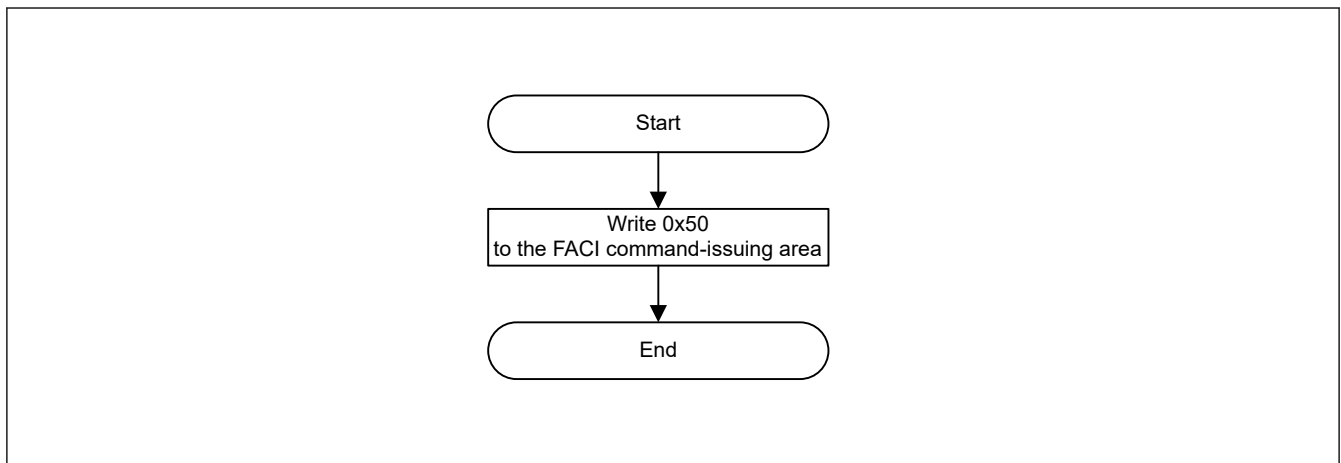 Start
Write 0x50
to the FACI command-issuing area
End